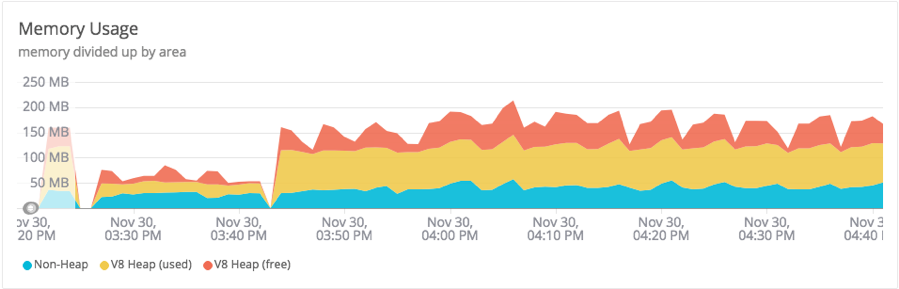 Memory Usage
memory divided up by area
250 MB
200 MB
150 MB
100 MB
50 MB
ov 30,
20 PM
Nov 30,
03:30 PM
Nov 30,
03:40 PM
Nov 30,
03:50 PM
Nov 30,
04:00 PM
Nov 30,
04:10 PM
Nov 30,
04:20 PM
Nov 30,
04:30 PM
Nov 30,
04:40 P
Non-Heap V8 Heap (used) V8 Heap (free)